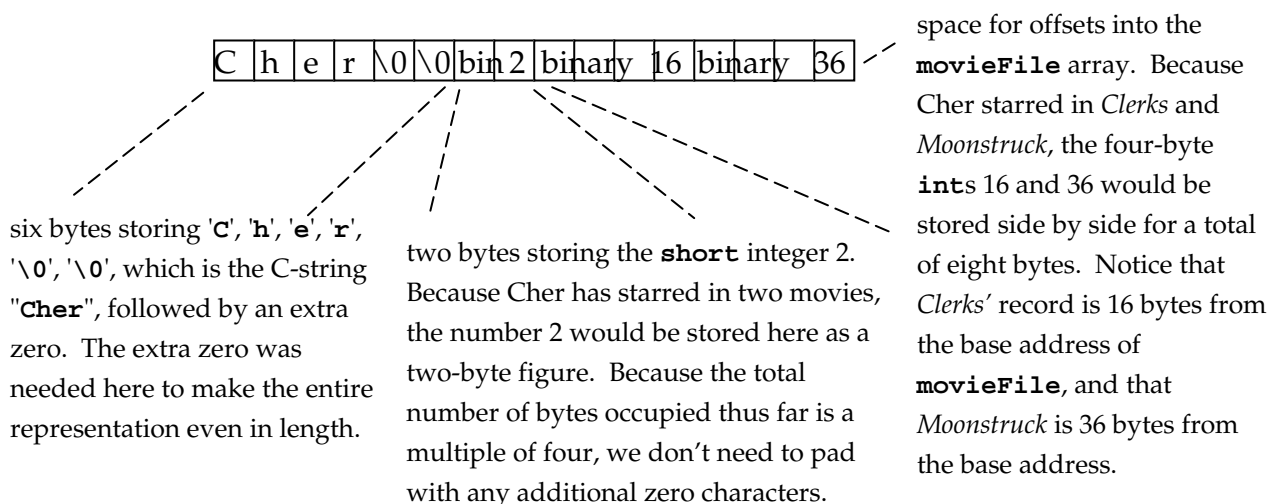 C h e r \0 \0 bin 2 binary 16 binary 36
six bytes storing 'C', 'h', 'e', 'r',
'\0', '\0', which is the C-string
"Cher", followed by an extra
zero. The extra zero was
needed here to make the entire
representation even in length.
two bytes storing the short integer 2.
Because Cher has starred in two movies,
the number 2 would be stored here as a
two-byte figure. Because the total
number of bytes occupied thus far is a
multiple of four, we don't need to pad
with any additional zero characters.
space for offsets into the
movieFile array. Because
Cher starred in Clerks and
Moonstruck, the four-byte
ints 16 and 36 would be
stored side by side for a total
of eight bytes. Notice that
Clerks' record is 16 bytes from
the base address of
movieFile, and that
Moonstruck is 36 bytes from
the base address.